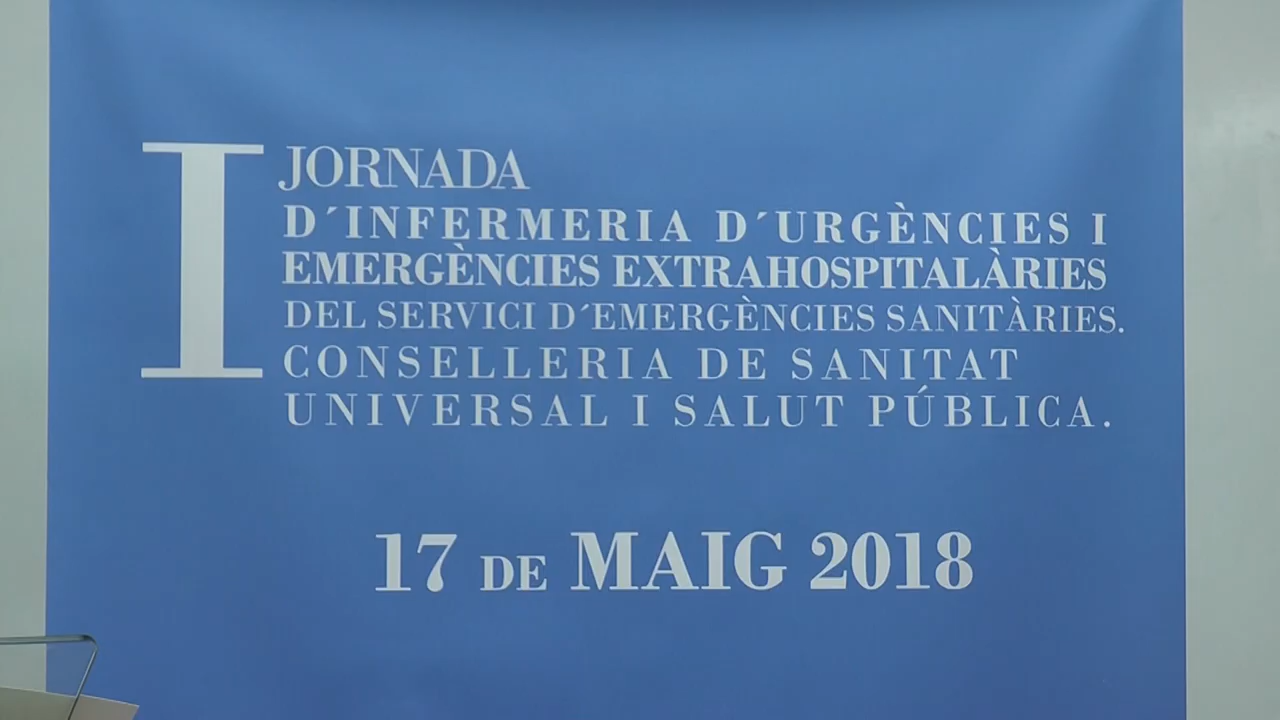 I JORNADA
D´INFERMERIA D´URGÈNCIES I
EMERGÈNCIES EXTRAHOSPITALÀRIES
DEL SERVICI D´EMERGÈNCIES SANITÀRIES.
CONSELLERIA DE SANITAT
UNIVERSAL I SALUT PÚBLICA.
17 DE MAIG 2018